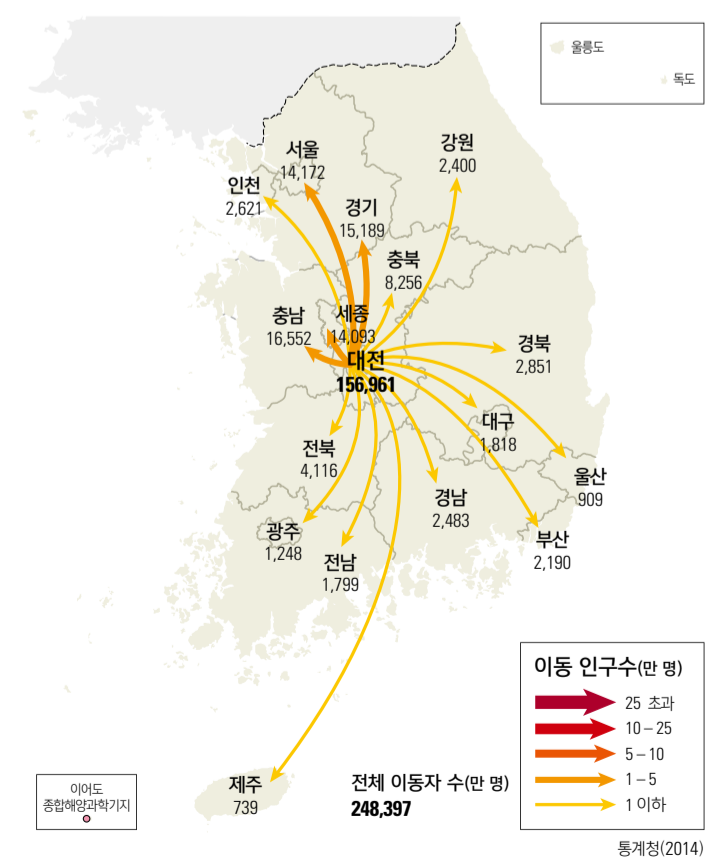 울릉도
독도
강원
2,400
서울
14,172
인천
2,621
경기
15,189
충북
8,256
충남
16,552
세종
14,093
대전
156,961
경북
2,851
대구
1,818
전북
4,116
울산
909
경남
2,483
광주
1,248
부산
2,190
전남
1,799
이동 인구수(만 명)
25 초과
10 – 25
5 – 10
1 – 5
1 이하
제주
739
전체 이동자 수(만 명)
248,397
이어도
종합해양과학기지
통계청(2014)